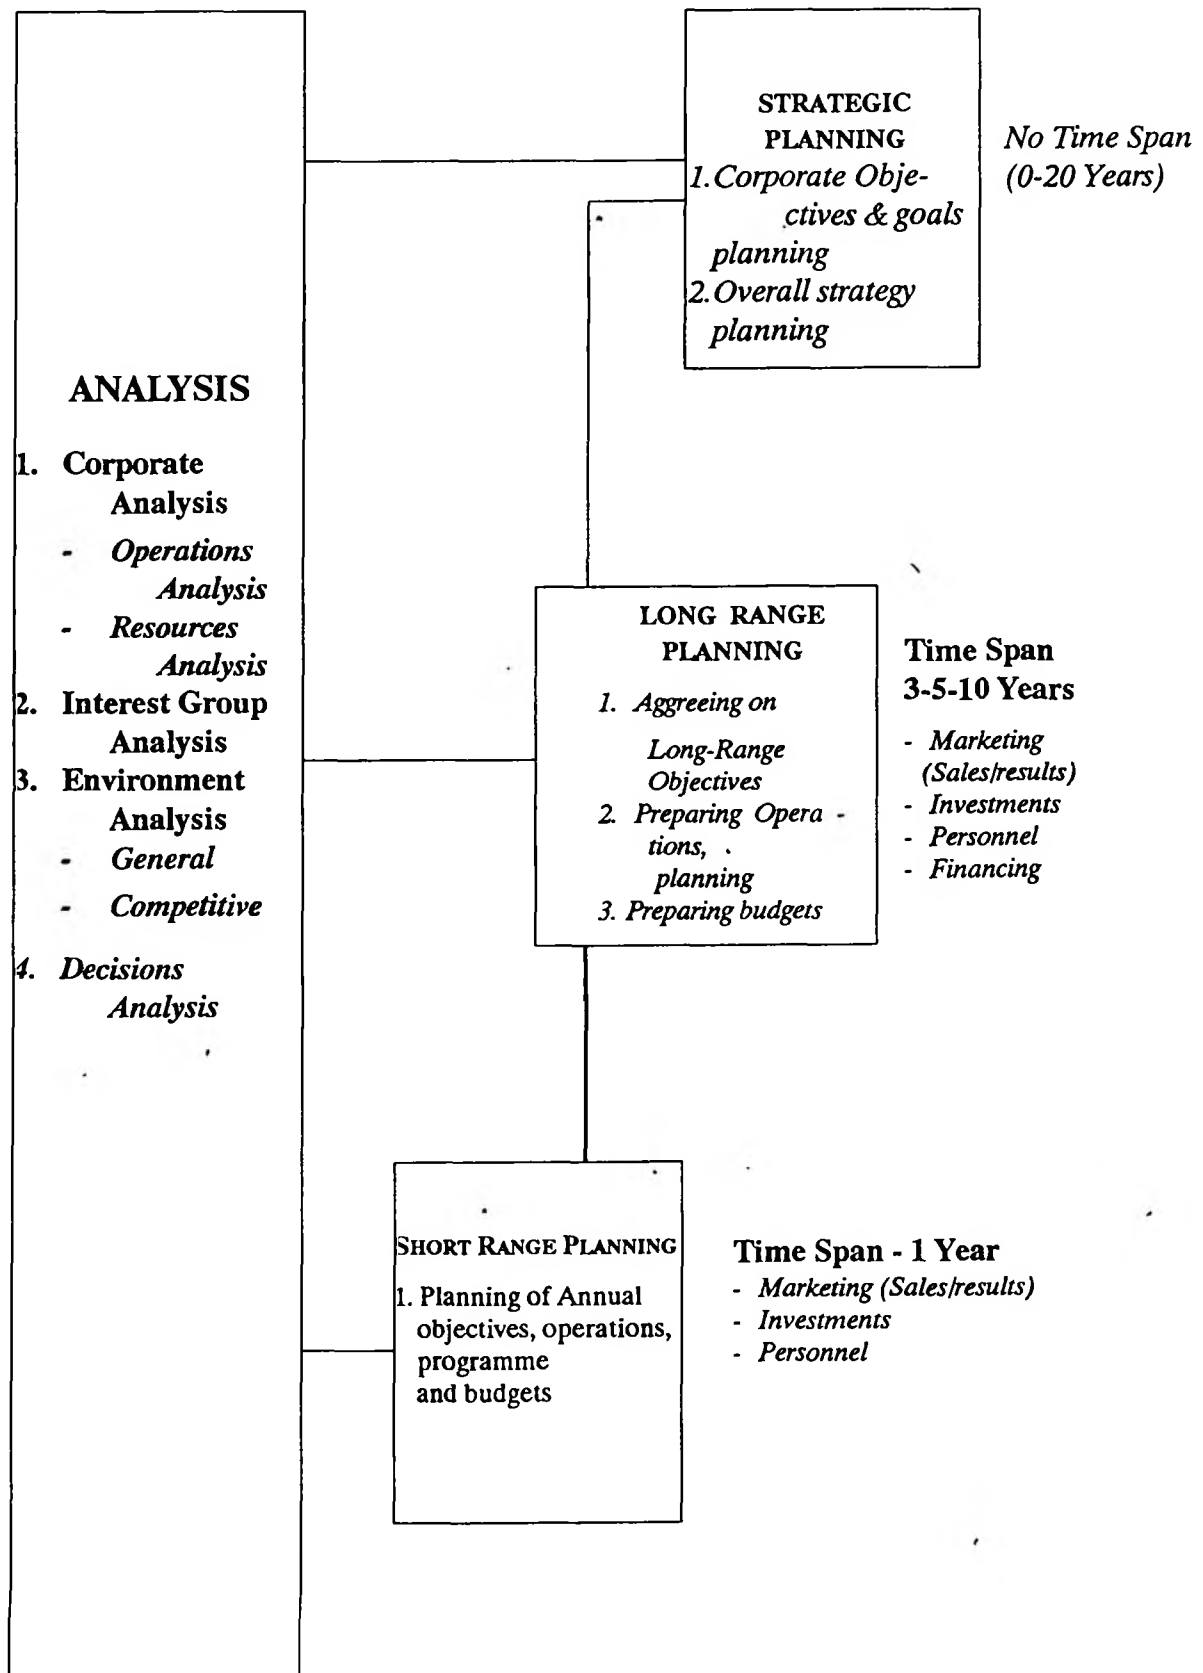 ANALYSIS
1. Corporate
Analysis
- Operations
Analysis
- Resources
Analysis
2. Interest Group
Analysis
3. Environment
Analysis
- General
- Competitive
4. Decisions
Analysis
STRATEGIC
PLANNING
1. Corporate Obje-
ctives & goals
planning
2. Overall strategy
planning
No Time Span
(0-20 Years)
LONG RANGE
PLANNING
1. Aggreeing on
Long-Range
Objectives
2. Preparing Opera -
tions,
planning
3. Preparing budgets
Time Span
3-5-10 Years
- Marketing
(Sales/results)
- Investments
- Personnel
- Financing
SHORT RANGE PLANNING
1. Planning of Annual
objectives, operations,
programme
and budgets
Time Span - 1 Year
- Marketing (Sales/results)
- Investments
- Personnel